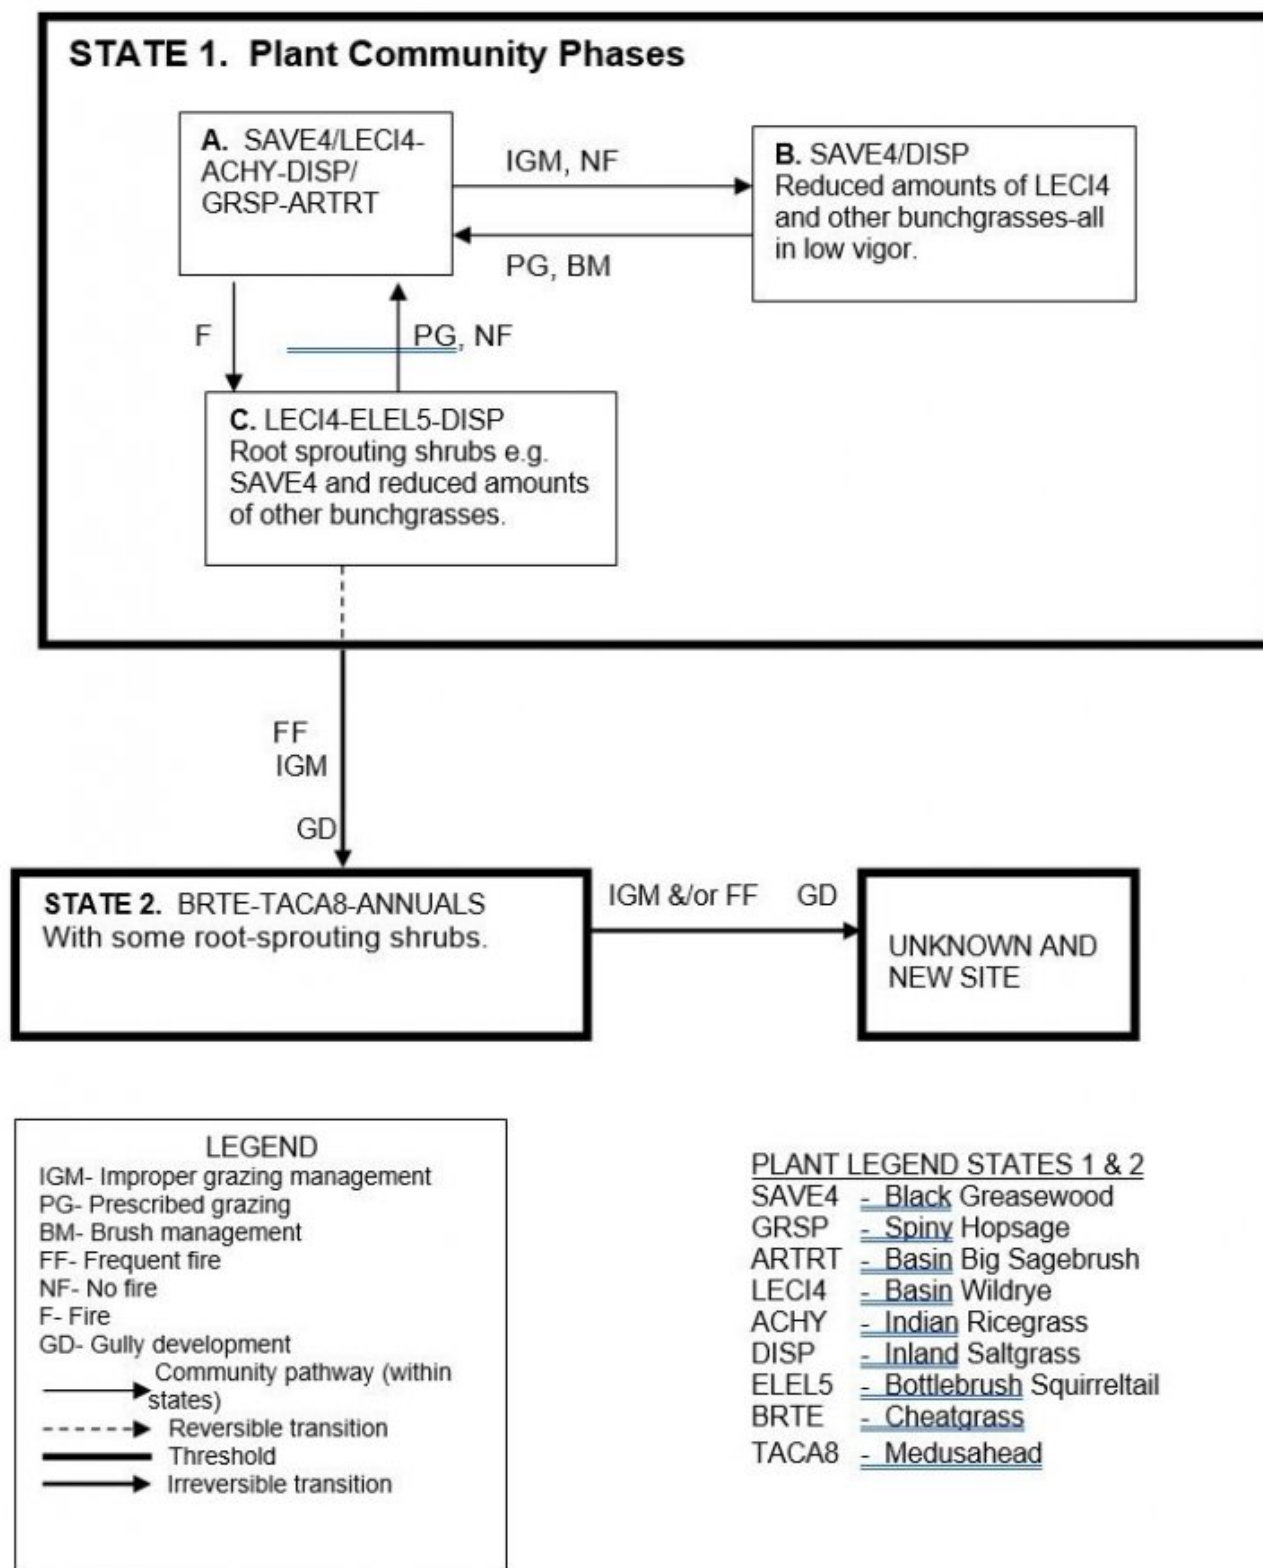 STATE 1. Plant Community Phases
A. SAVE4/LECI4-
ACHY-DISP/
GRSP-ARTRT
IGM, NF
PG, BM
B. SAVE4/DISP
Reduced amounts of LECI4
and other bunchgrasses-all
in low vigor.
F
PG, NF
C. LECI4-ELEL5-DISP
Root sprouting shrubs e.g.
SAVE4 and reduced amounts
of other bunchgrasses.
FF
IGM
GD
STATE 2. BRTE-TACA8-ANNUALS
With some root-sprouting shrubs.
IGM &/or FF GD
UNKNOWN AND
NEW SITE
LEGEND
IGM- Improper grazing management
PG- Prescribed grazing
BM- Brush management
FF- Frequent fire
NF- No fire
F- Fire
GD- Gully development
Community pathway (within
states)
Reversible transition
Threshold
Irreversible transition
PLANT LEGEND STATES 1 & 2
SAVE4 - Black Greasewood
GRSP - Spiny Hopsage
ARTRT - Basin Big Sagebrush
LECI4 - Basin Wildrye
ACHY - Indian Ricegrass
DISP - Inland Saltgrass
ELEL5 - Bottlebrush Squirreltail
BRTE - Cheatgrass
TACA8 - Medusahead